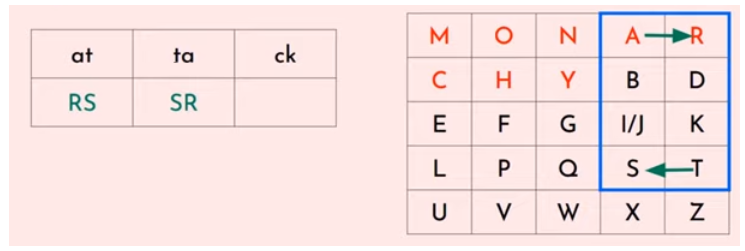 at ta ck
RS SR
M O N A R
C H Y B D
E F G I/J K
L P Q S T
U V W X Z